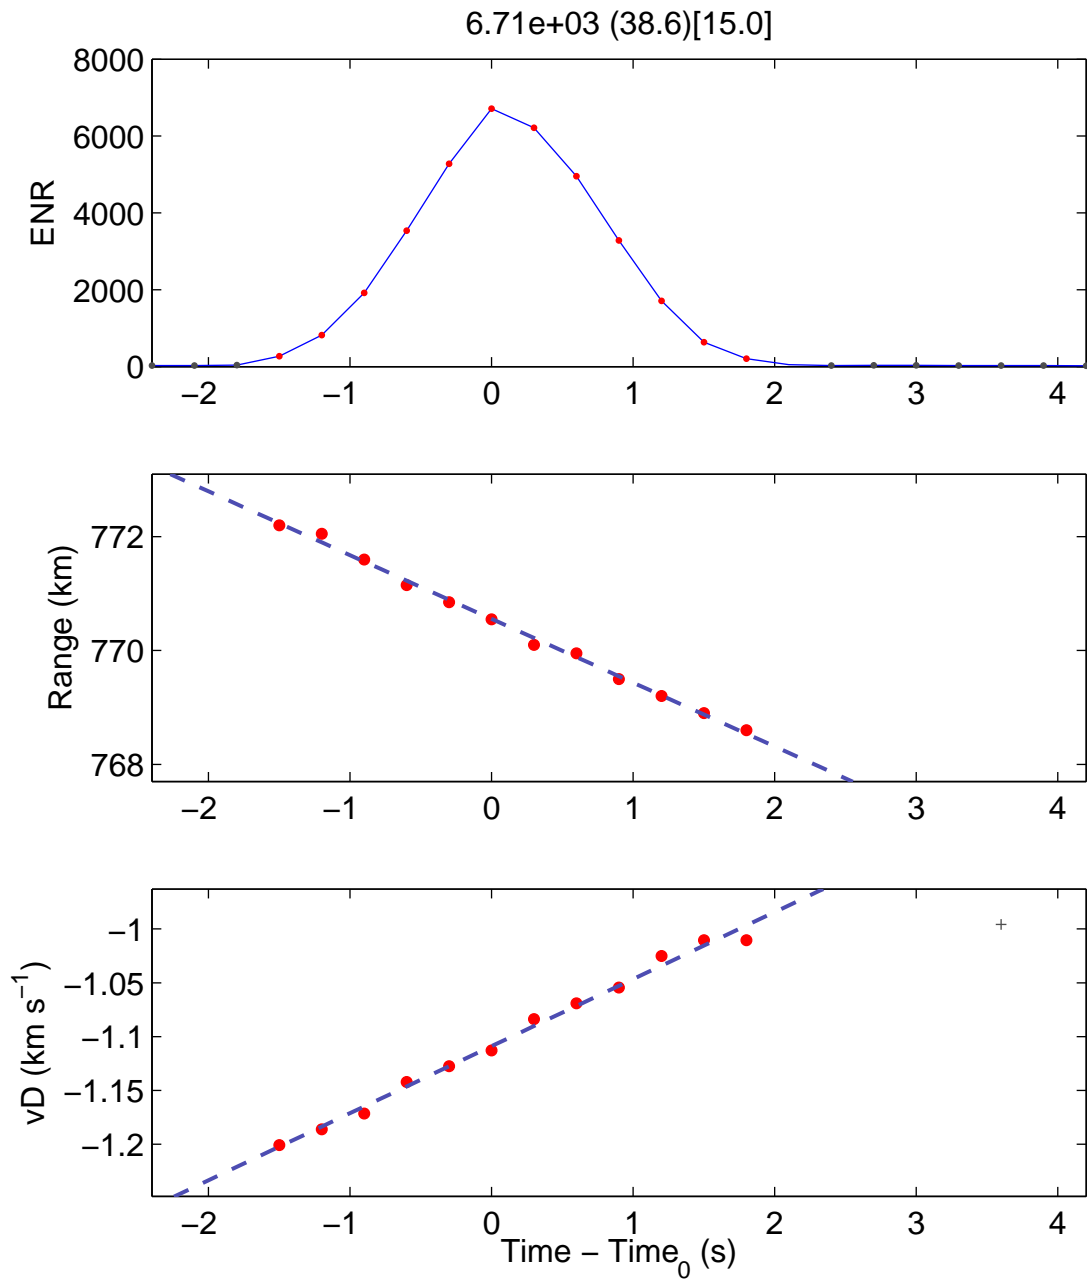 6.71e+03 (38.6)[15.0]
8000
6000
4000
2000
0
ENR
−2 −1 0 1 2 3 4
772
770
768
Range (km)
−2 −1 0 1 2 3 4
−1
−1.05
−1.1
−1.15
−1.2
vD (km s−1)
−2 −1 0 1 2 3 4
Time − Time0 (s)